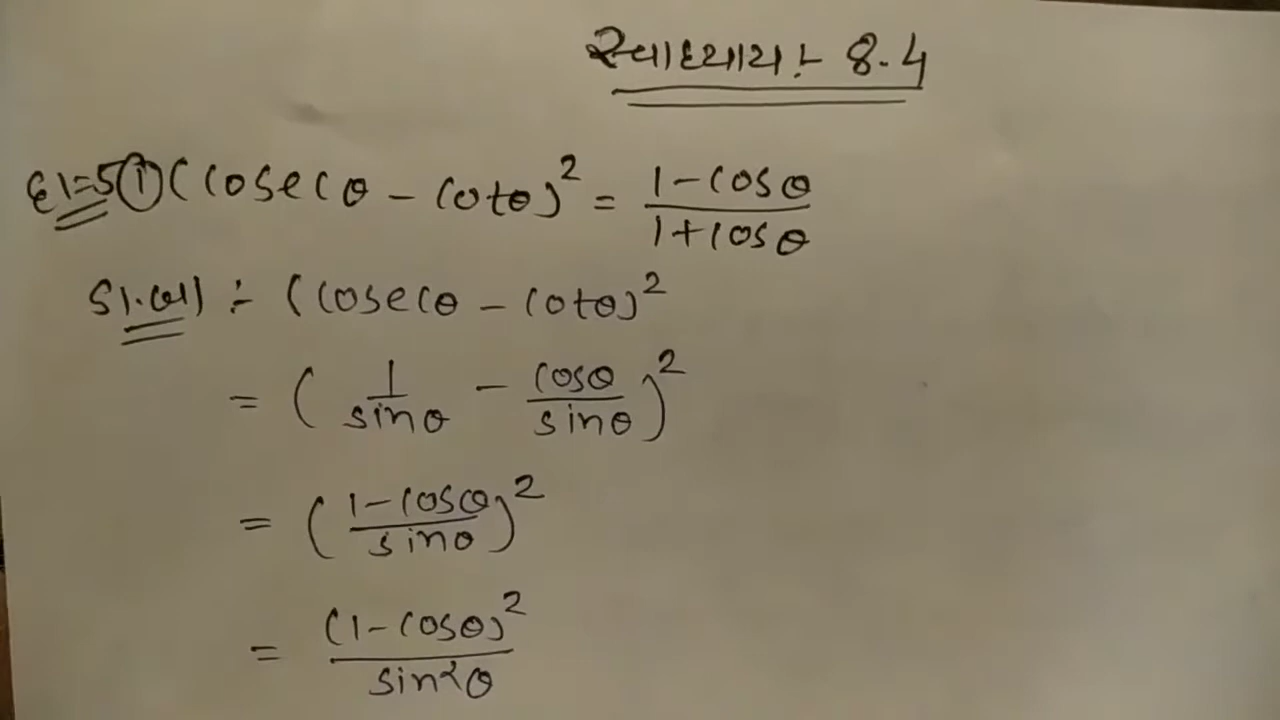 સ્વાધ્યાય :- 8.4
દા=5 ① (cosecθ - cotθ)² = (1-cosθ)/(1+cosθ)
ડા.બા :- (cosecθ - cotθ)²
= (1/sinθ - cosθ/sinθ)²
= ((1-cosθ)/sinθ)²
= (1-cosθ)²/sin²θ